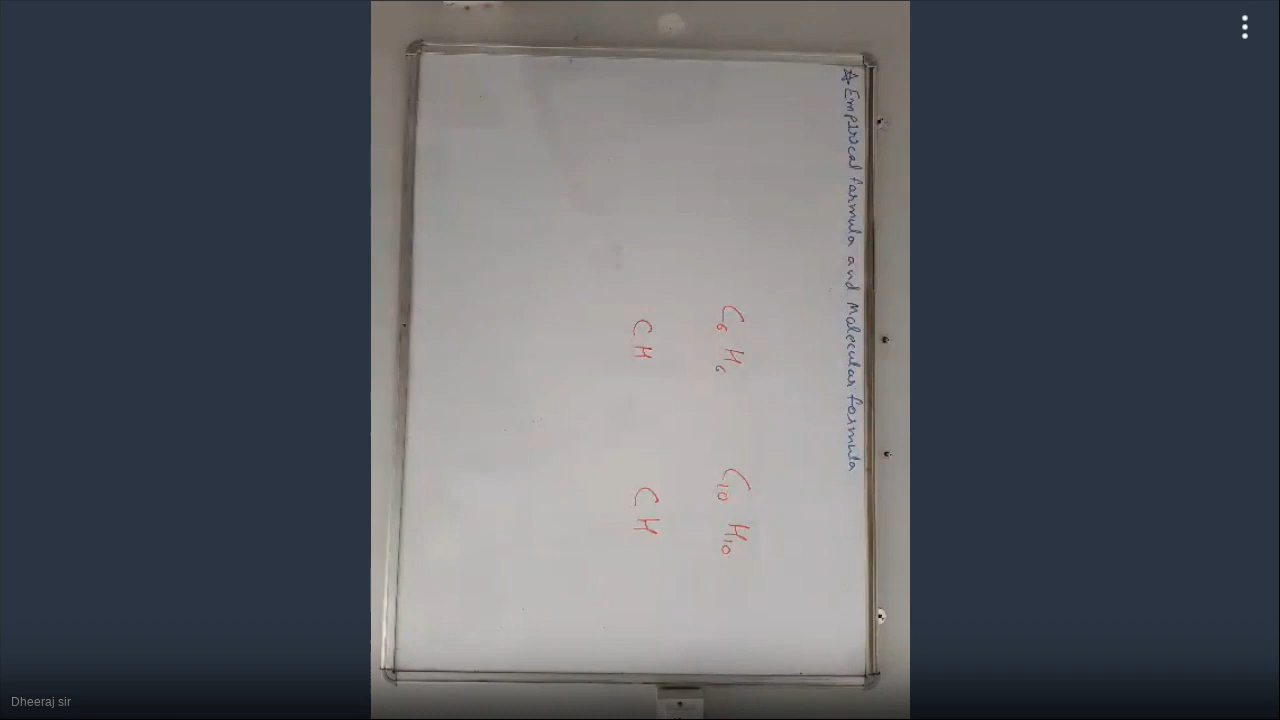 ☆ Empirical formula and Molecular formula
C₆ H₆ C₁₀ H₁₀
CH CH
Dheeraj sir